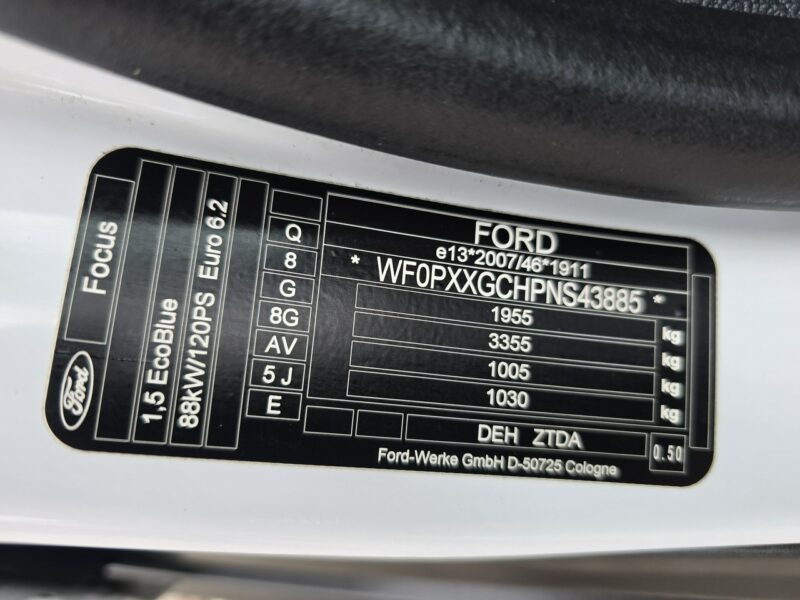 Ford
Focus
1,5 EcoBlue
88kW/120PS Euro 6.2
Q
8
G
8G
AV
5 J
E
FORD
e13*2007/46*1911
* WF0PXXGCHPNS43885 *
1955 kg
3355 kg
1005 kg
1030 kg
DEH ZTDA
0.50
Ford-Werke GmbH D-50725 Cologne